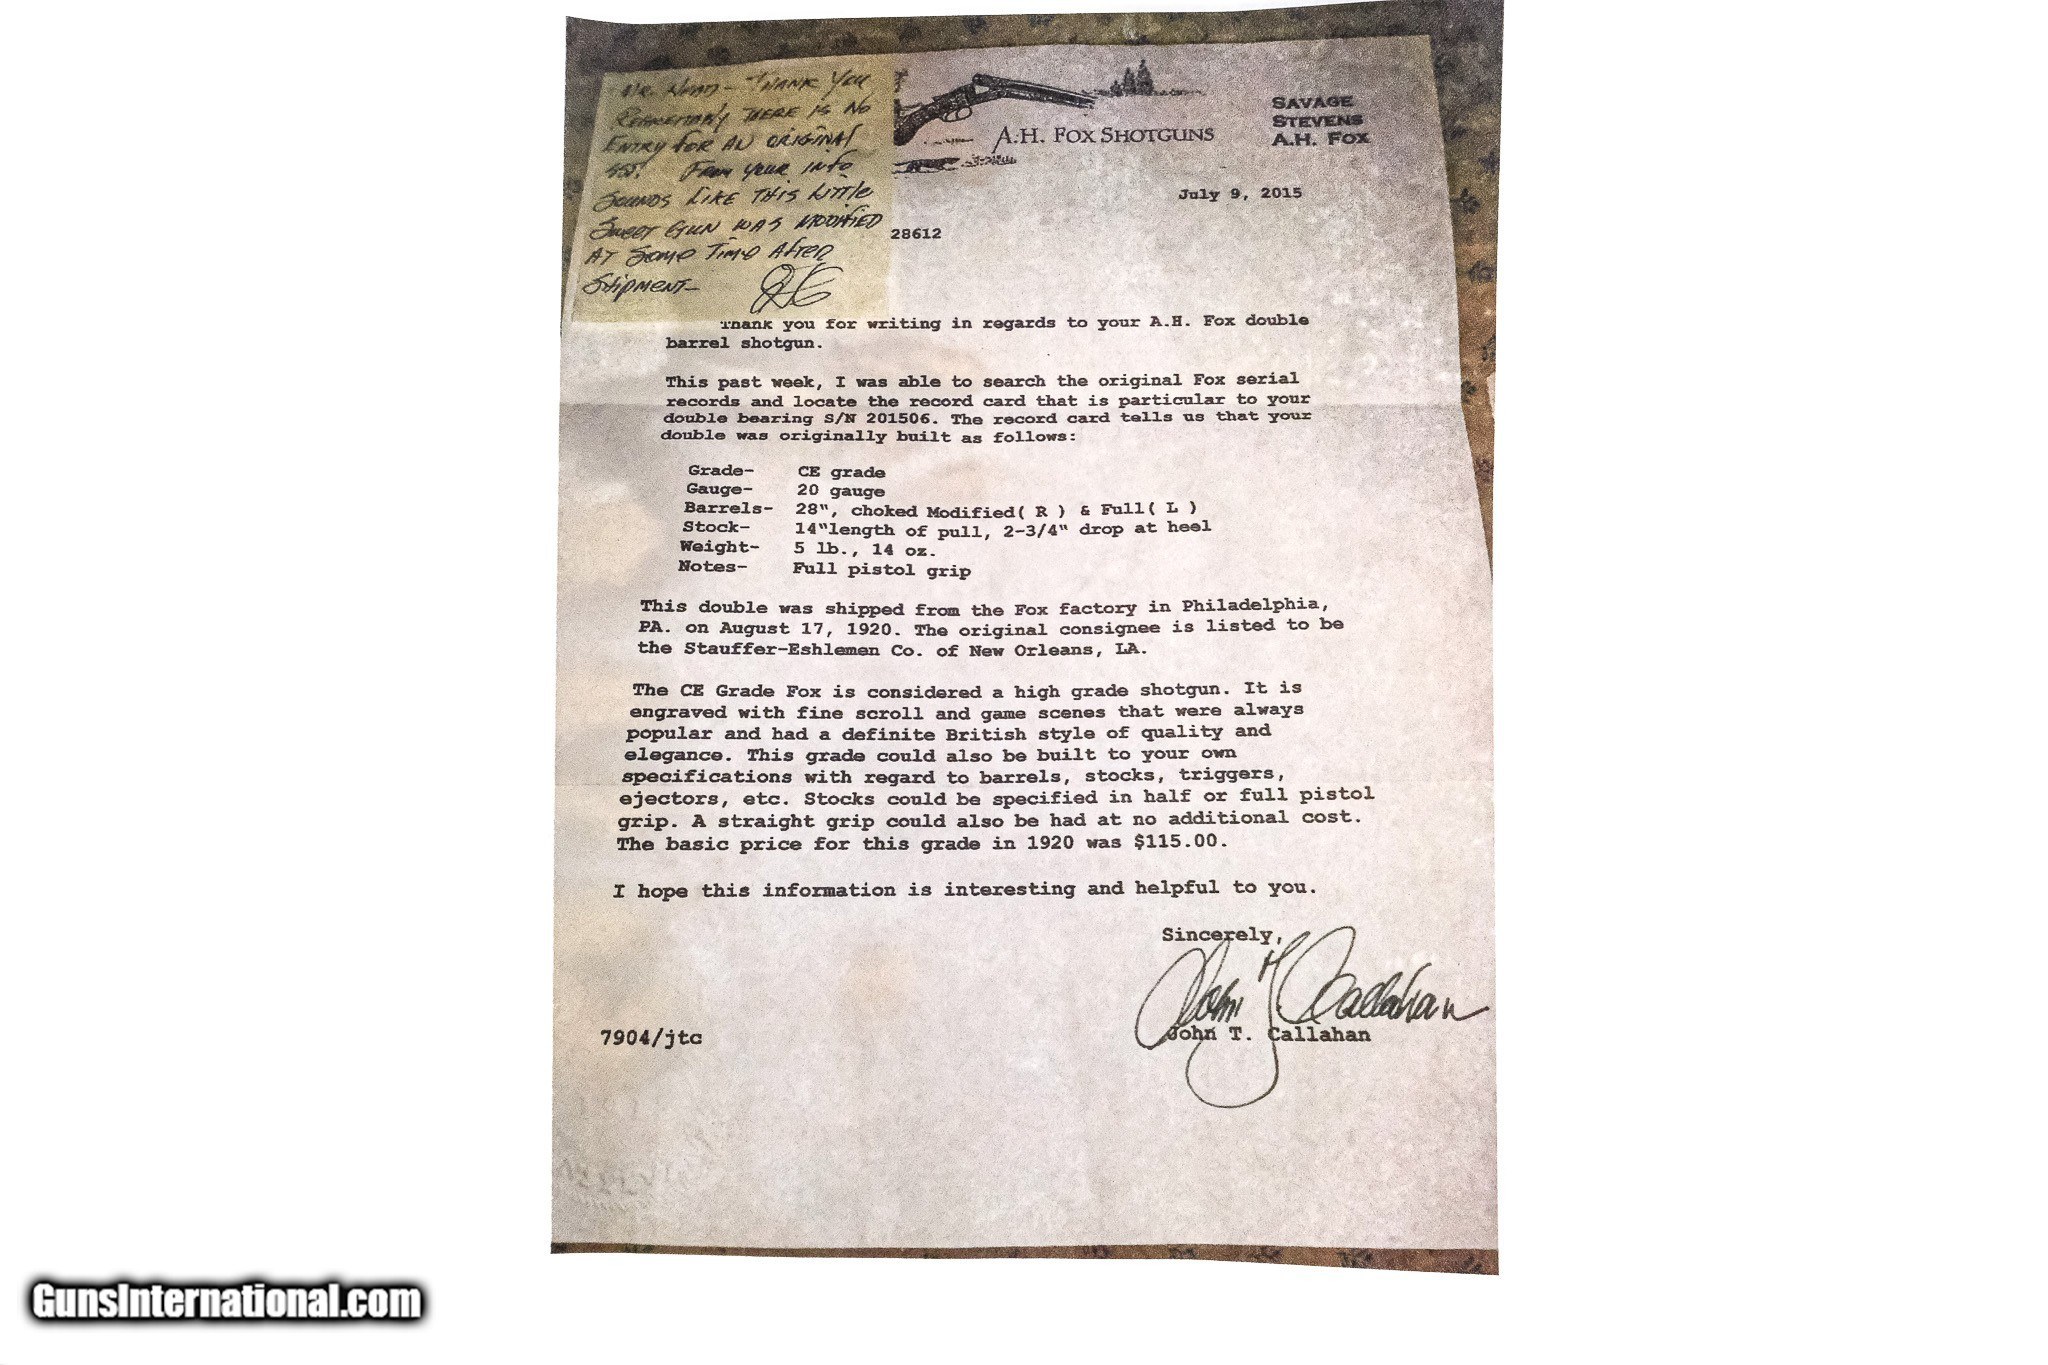 Mr. – Thank You
there is no
Entry for an original
SST! From your info
Sounds like this little
Sweet Gun was modified
at some time after
Shipment–
A.H. Fox Shotguns
Savage
Stevens
A.H. Fox
July 9, 2015
28612
Thank you for writing in regards to your A.H. Fox double
barrel shotgun.
This past week, I was able to search the original Fox serial
records and locate the record card that is particular to your
double bearing S/N 201506. The record card tells us that your
double was originally built as follows:
Grade- CE grade
Gauge- 20 gauge
Barrels- 28", choked Modified( R ) & Full( L )
Stock- 14"length of pull, 2-3/4" drop at heel
Weight- 5 lb., 14 oz.
Notes- Full pistol grip
This double was shipped from the Fox factory in Philadelphia,
PA. on August 17, 1920. The original consignee is listed to be
the Stauffer-Eshlemen Co. of New Orleans, LA.
The CE Grade Fox is considered a high grade shotgun. It is
engraved with fine scroll and game scenes that were always
popular and had a definite British style of quality and
elegance. This grade could also be built to your own
specifications with regard to barrels, stocks, triggers,
ejectors, etc. Stocks could be specified in half or full pistol
grip. A straight grip could also be had at no additional cost.
The basic price for this grade in 1920 was $115.00.
I hope this information is interesting and helpful to you.
Sincerely,
John T Callahan
John T. Callahan
7904/jtc
GunsInternational.com